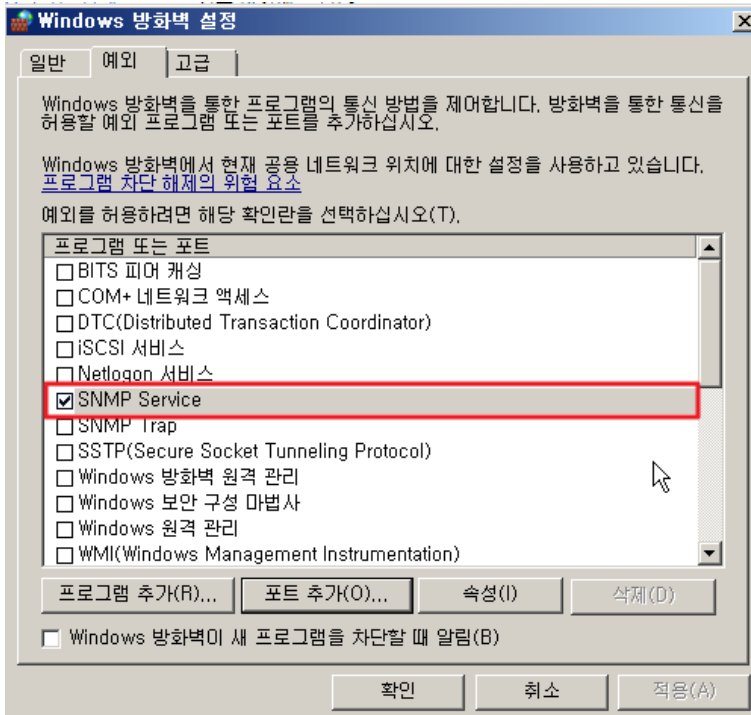 Windows 방화벽 설정
일반
예외
고급
Windows 방화벽을 통한 프로그램의 통신 방법을 제어합니다. 방화벽을 통한 통신을
허용할 예외 프로그램 또는 포트를 추가하십시오.
Windows 방화벽에서 현재 공용 네트워크 위치에 대한 설정을 사용하고 있습니다.
프로그램 차단 해제의 위험 요소
예외를 허용하려면 해당 확인란을 선택하십시오(T).
프로그램 또는 포트
BITS 피어 캐싱
COM+ 네트워크 액세스
DTC(Distributed Transaction Coordinator)
iSCSI 서비스
Netlogon 서비스
SNMP Service
SNMP Trap
SSTP(Secure Socket Tunneling Protocol)
Windows 방화벽 원격 관리
Windows 보안 구성 마법사
Windows 원격 관리
WMI(Windows Management Instrumentation)
프로그램 추가(R)...
포트 추가(O)...
속성(I)
삭제(D)
Windows 방화벽이 새 프로그램을 차단할 때 알림(B)
확인
취소
적용(A)